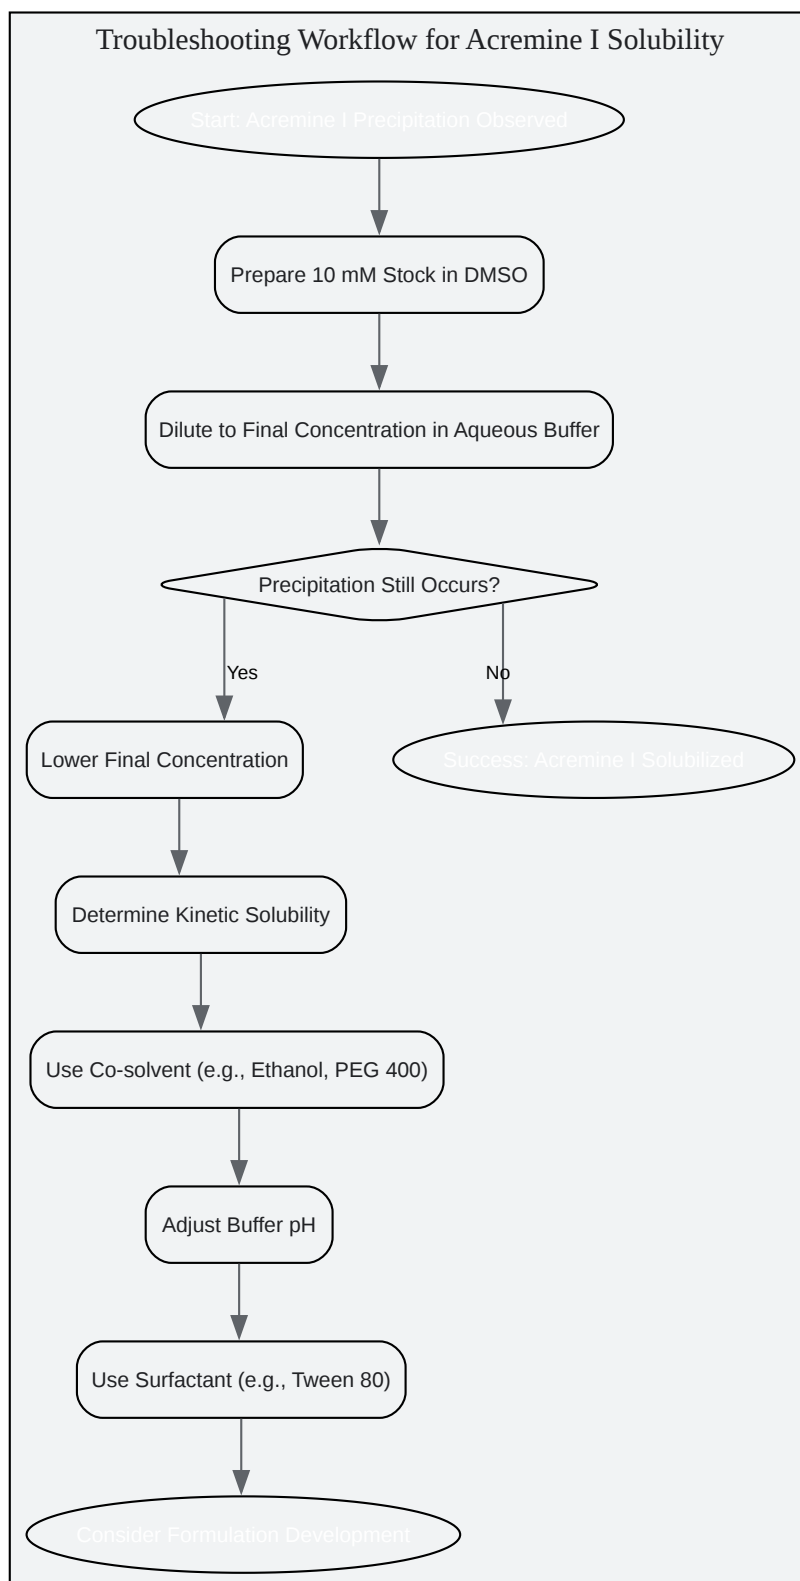 Troubleshooting Workflow for Acremine I Solubility
Start: Acremine I Precipitation Observed
Prepare 10 mM Stock in DMSO
Dilute to Final Concentration in Aqueous Buffer
Precipitation Still Occurs?
Yes
No
Lower Final Concentration
Success: Acremine I Solubilized
Determine Kinetic Solubility
Use Co-solvent (e.g., Ethanol, PEG 400)
Adjust Buffer pH
Use Surfactant (e.g., Tween 80)
Consider Formulation Development